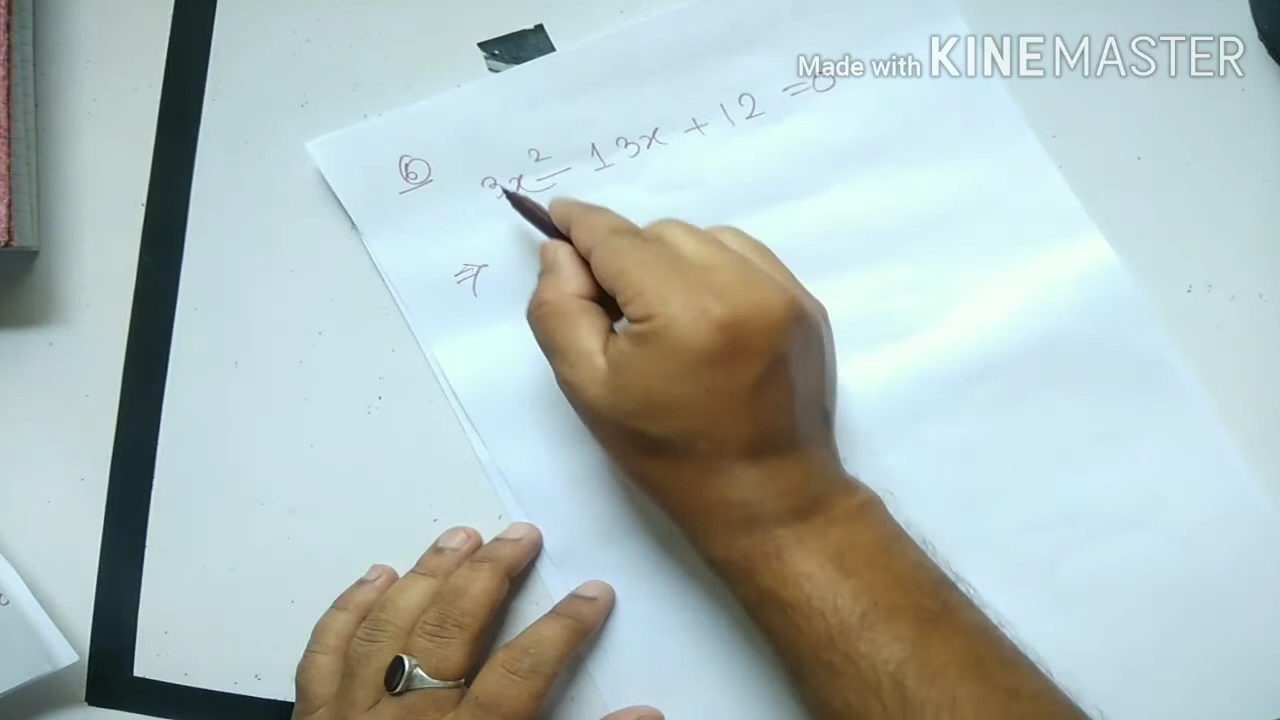 Made with KINEMASTER
⑥ 3x² - 13x + 12 = 0
⇒